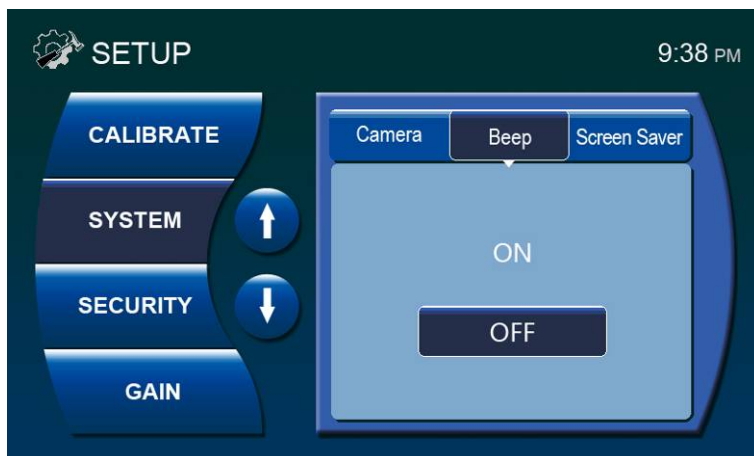 SETUP
9:38 PM
CALIBRATE
SYSTEM
SECURITY
GAIN
Camera
Beep
Screen Saver
ON
OFF